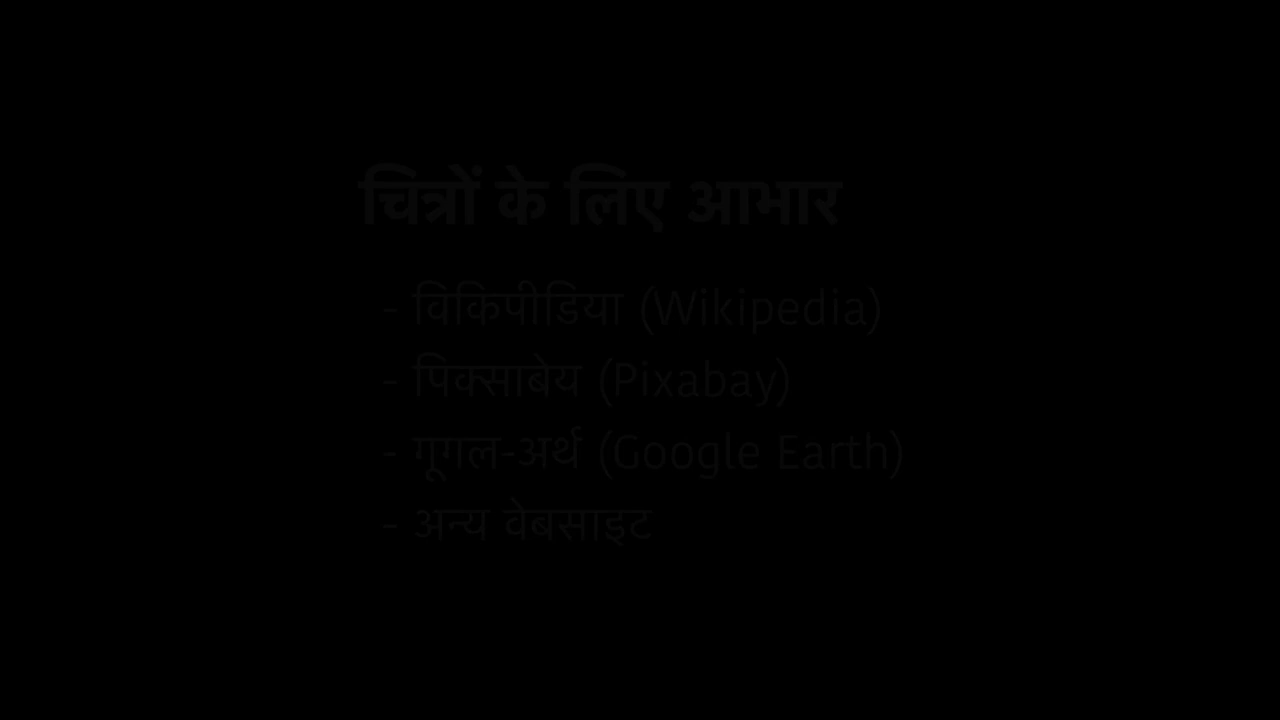 चित्रों के लिए आभार
- विकिपीडिया (Wikipedia)
- पिक्साबेय (Pixabay)
- गूगल-अर्थ (Google Earth)
- अन्य वेबसाइट